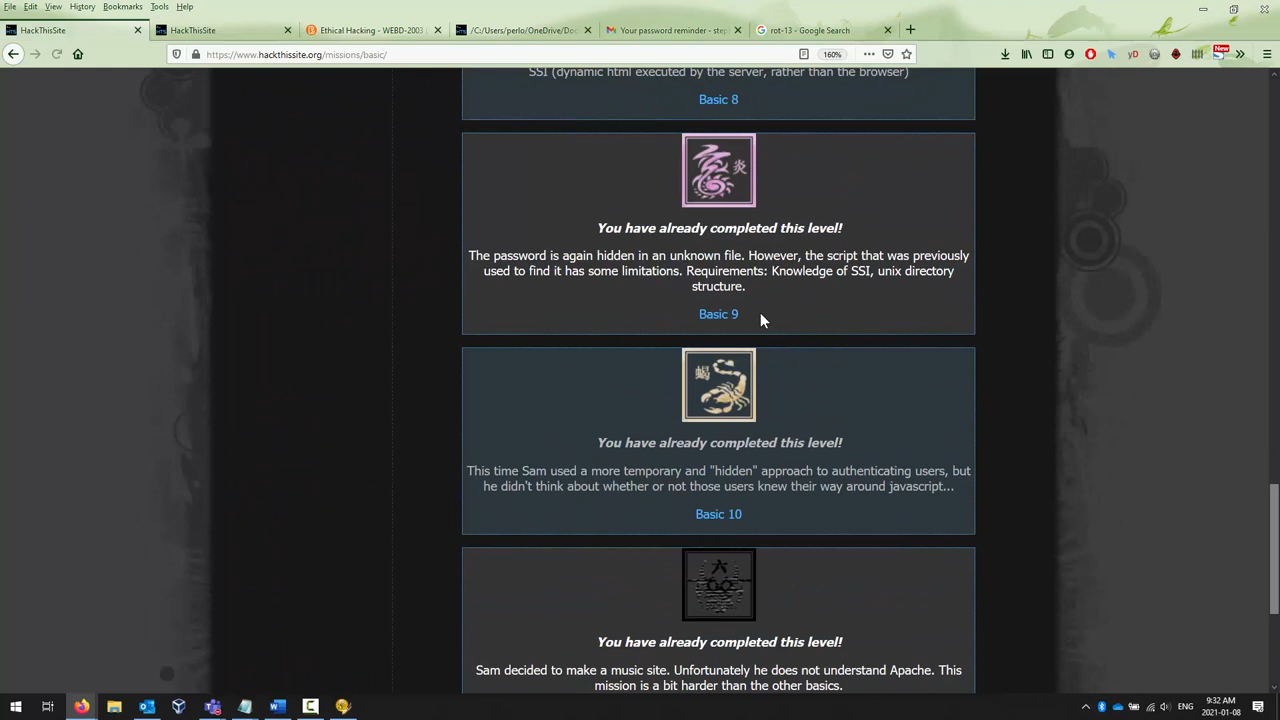 File Edit View History Bookmarks Tools Help
HackThisSite
HackThisSite
Ethical Hacking - WEBD-2003 |
/C:/Users/perlo/OneDrive/Doc
Your password reminder - step
rot-13 - Google Search
https://www.hackthissite.org/missions/basic/
160%
New
SSI (dynamic html executed by the server, rather than the browser)
Basic 8
炎
You have already completed this level!
The password is again hidden in an unknown file. However, the script that was previously
used to find it has some limitations. Requirements: Knowledge of SSI, unix directory
structure.
Basic 9
蝎
You have already completed this level!
This time Sam used a more temporary and "hidden" approach to authenticating users, but
he didn't think about whether or not those users knew their way around javascript...
Basic 10
六
You have already completed this level!
Sam decided to make a music site. Unfortunately he does not understand Apache. This
mission is a bit harder than the other basics.
ENG
9:32 AM
2021-01-08